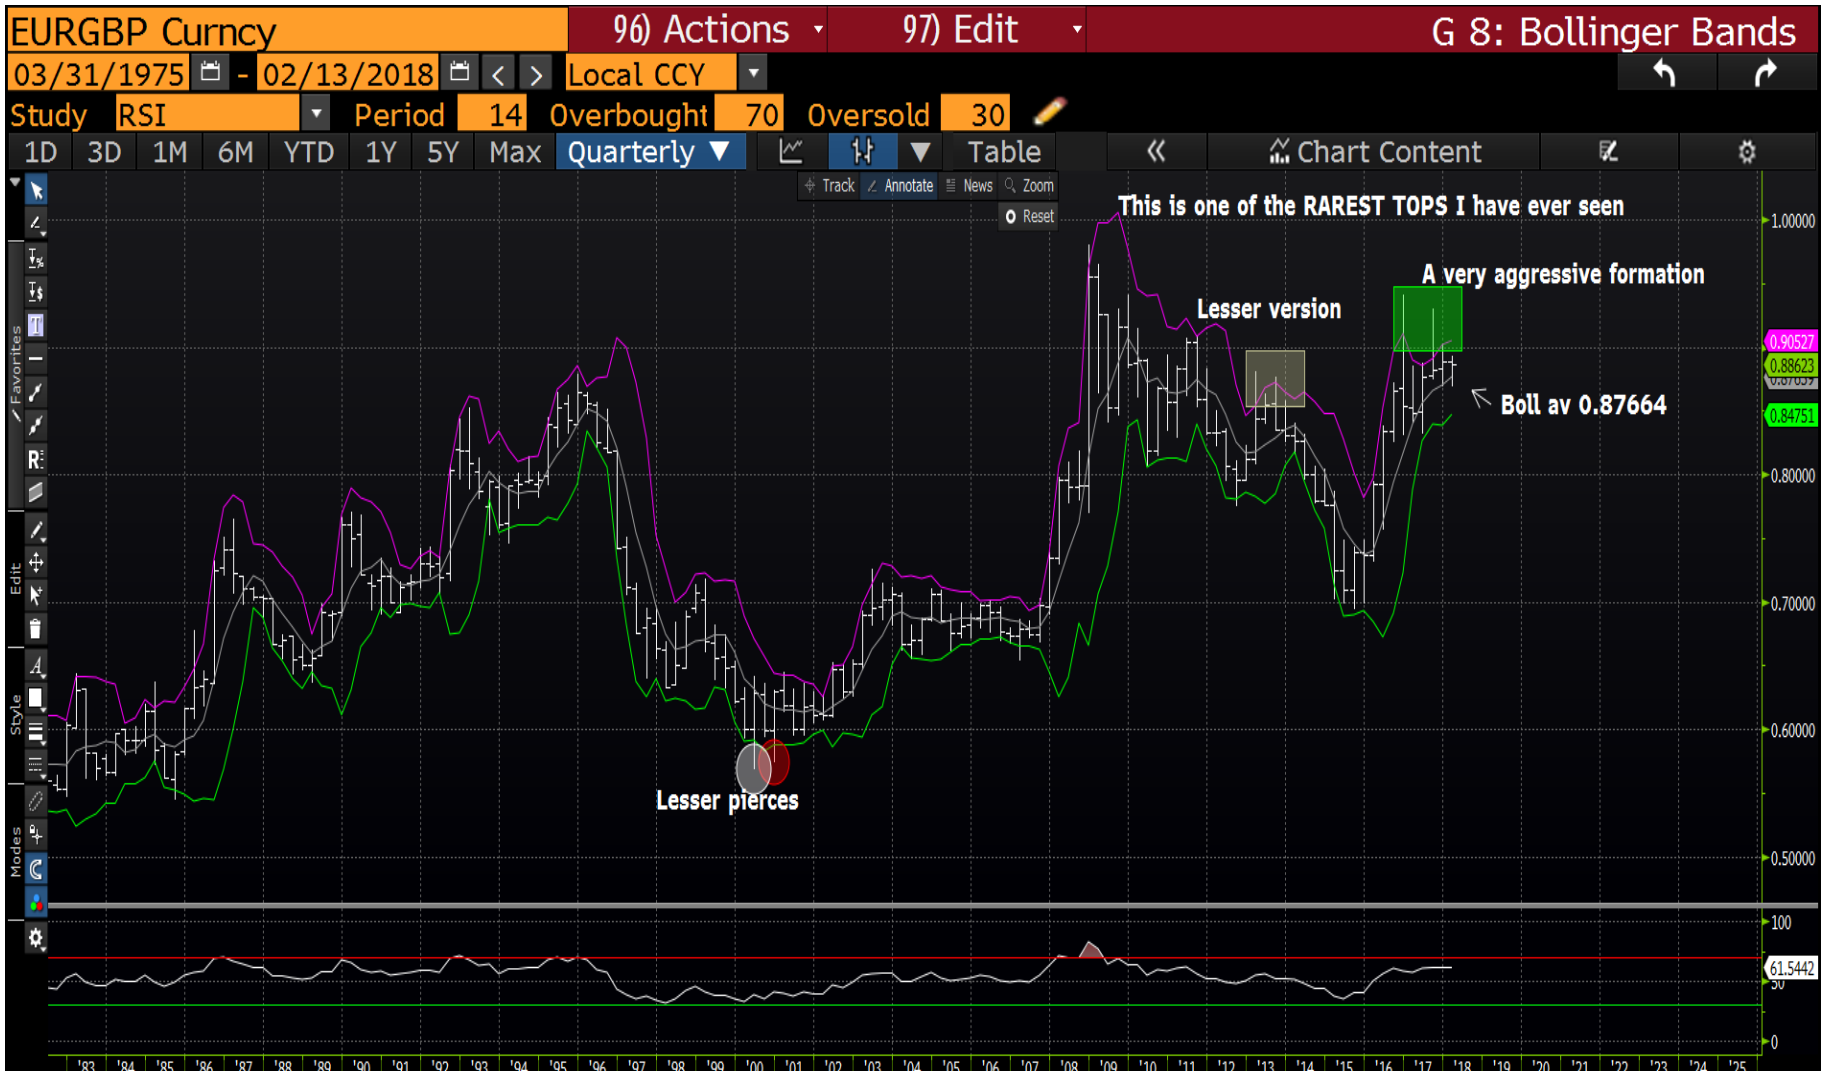 EURGBP Curncy 96) Actions 97) Edit G 8: Bollinger Bands
03/31/1975 - 02/13/2018 < > Local CCY
Study RSI Period 14 Overbought 70 Oversold 30
1D 3D 1M 6M YTD 1Y 5Y Max Quarterly Table Chart Content
Track Annotate News Zoom
Reset
This is one of the RAREST TOPS I have ever seen
A very aggressive formation
Lesser version
Boll av 0.87664
Lesser pierces
Favorites
Edit
Style
Modes
1.00000
0.90527
0.88623
0.84751
0.80000
0.70000
0.60000
0.50000
100
61.5442
50
0
'83 '84 '85 '86 '87 '88 '89 '90 '91 '92 '93 '94 '95 '96 '97 '98 '99 '00 '01 '02 '03 '04 '05 '06 '07 '08 '09 '10 '11 '12 '13 '14 '15 '16 '17 '18 '19 '20 '21 '22 '23 '24 '25